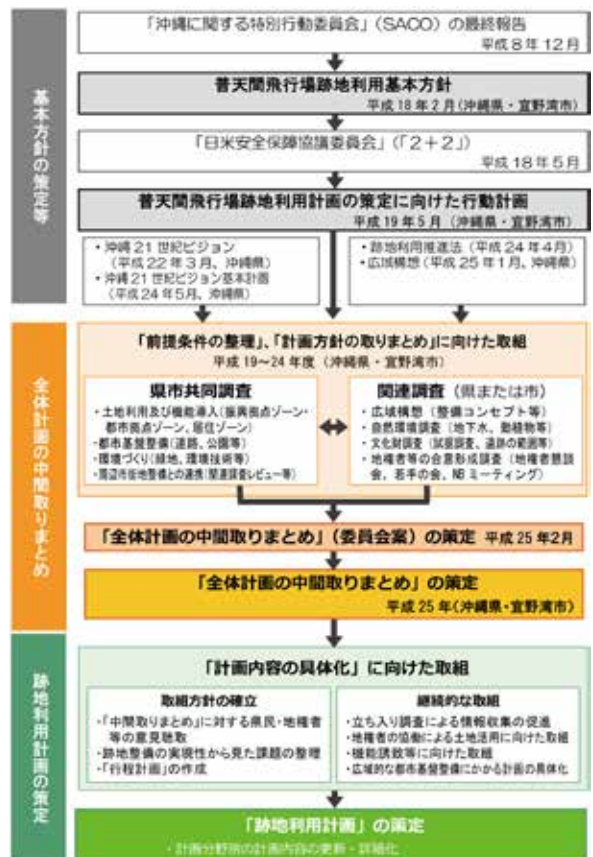 基本方針の策定等
「沖縄に関する特別行動委員会」(SACO)の最終報告
平成8年12月
普天間飛行場跡地利用基本方針
平成18年2月(沖縄県・宜野湾市)
「日米安全保障協議委員会」(「2+2」)
平成18年5月
普天間飛行場跡地利用計画の策定に向けた行動計画
平成19年5月(沖縄県・宜野湾市)
・沖縄21世紀ビジョン
(平成22年3月、沖縄県)
・沖縄21世紀ビジョン基本計画
(平成24年5月、沖縄県)
・跡地利用推進法(平成24年4月)
・広域構想(平成25年1月、沖縄県)
全体計画の中間取りまとめ
「前提条件の整理」、「計画方針の取りまとめ」に向けた取組
平成19~24年度(沖縄県・宜野湾市)
県市共同調査
・土地利用及び機能導入(振興拠点ゾーン・
都市拠点ゾーン、居住ゾーン)
・都市基盤整備(道路、公園等)
・環境づくり(緑地、環境技術等)
・周辺市街地整備との連携(関連調査レビュー等)
関連調査(県または市)
・広域構想(整備コンセプト等)
・自然環境調査(地下水、動植物等)
・文化財調査(試掘調査、遺跡の範囲等)
・地権者等の合意形成調査(地権者懇談
会、若手の会、NBミーティング)
「全体計画の中間取りまとめ」(委員会案)の策定 平成25年2月
「全体計画の中間取りまとめ」の策定
平成25年(沖縄県・宜野湾市)
跡地利用計画の策定
「計画内容の具体化」に向けた取組
取組方針の確立
・「中間取りまとめ」に対する県民・地権者
等の意見聴取
・跡地整備の実現性から見た課題の整理
・「行程計画」の作成
継続的な取組
・立ち入り調査による情報収集の促進
・地権者の協働による土地活用に向けた取組
・機能誘致等に向けた取組
・広域的な都市基盤整備にかかる計画の具体化
「跡地利用計画」の策定
・計画分野別の計画内容の更新・詳細化